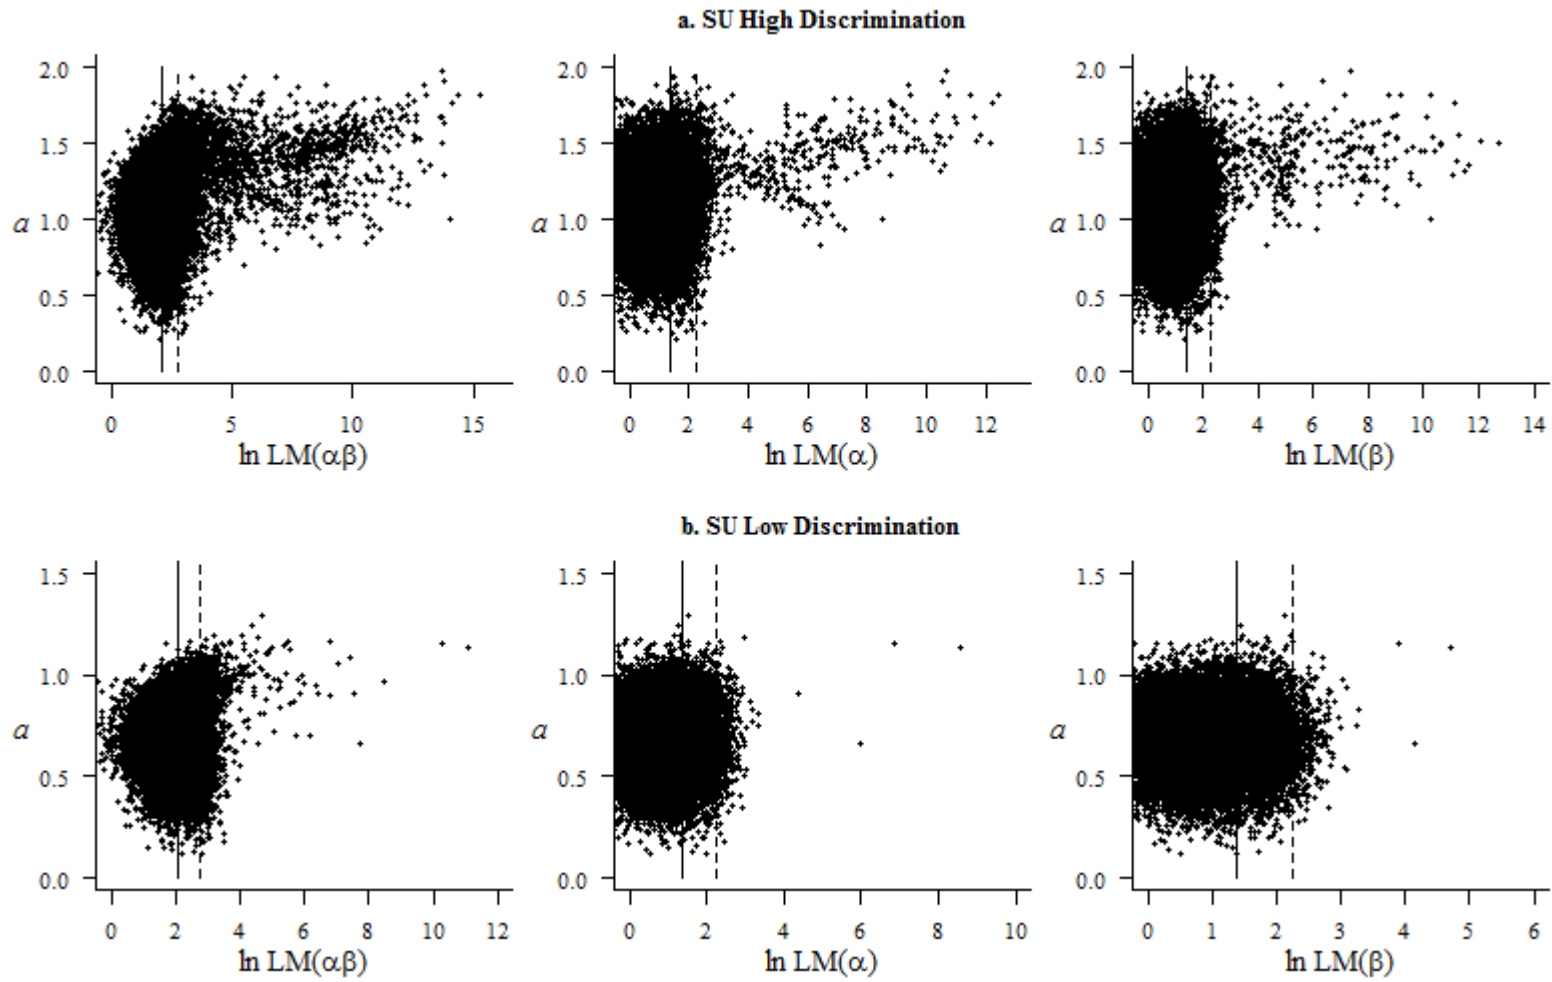 a. SU High Discrimination
2.0 2.0 2.0
1.5 1.5 1.5
a 1.0 a 1.0 a 1.0
0.5 0.5 0.5
0.0 0.0 0.0
0 5 10 15 0 2 4 6 8 10 12 0 2 4 6 8 10 12 14
ln LM(αβ) ln LM(α) ln LM(β)
b. SU Low Discrimination
1.5 1.5 1.5
1.0 1.0 1.0
a a a
0.5 0.5 0.5
0.0 0.0 0.0
0 2 4 6 8 10 12 0 2 4 6 8 10 0 1 2 3 4 5 6
ln LM(αβ) ln LM(α) ln LM(β)